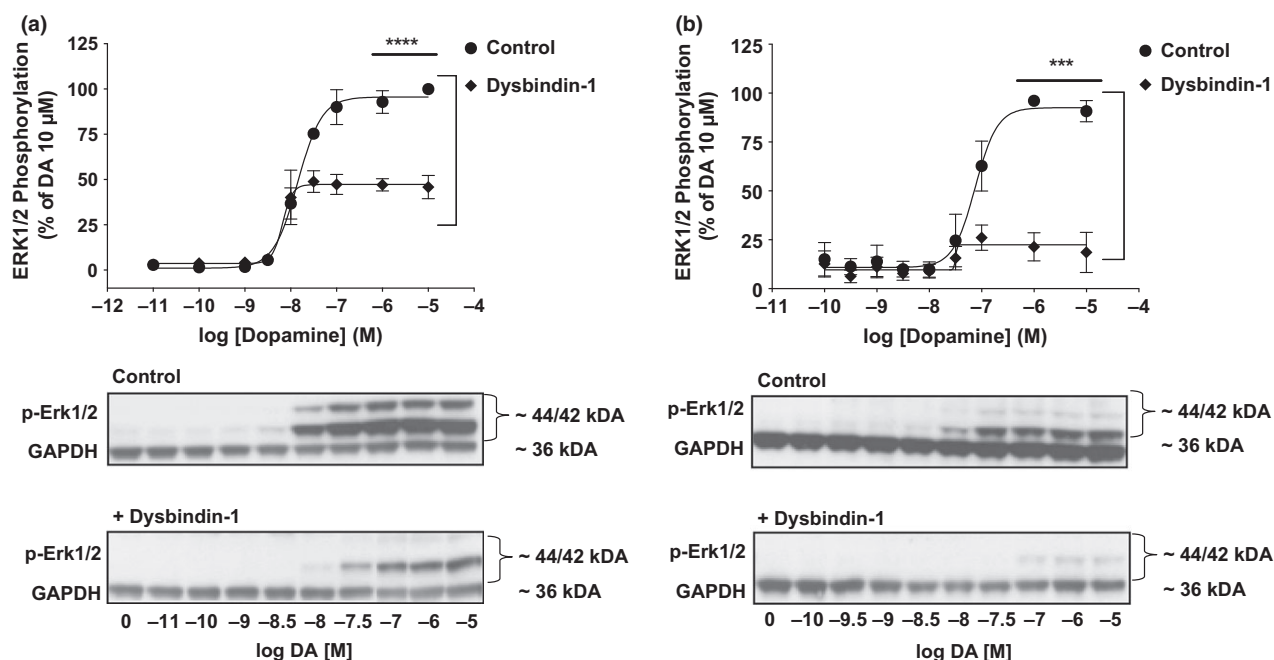 (a)
125
100
75
50
25
0
ERK1/2 Phosphorylation
(% of DA 10 µM)
****
Control
Dysbindin-1
–12 –11 –10 –9 –8 –7 –6 –5 –4
log [Dopamine] (M)
Control
p-Erk1/2
GAPDH
~ 44/42 kDA
~ 36 kDA
+ Dysbindin-1
p-Erk1/2
GAPDH
~ 44/42 kDA
~ 36 kDA
0 –11 –10 –9 –8.5 –8 –7.5 –7 –6 –5
log DA [M]
(b)
125
100
75
50
25
0
ERK1/2 Phosphorylation
(% of DA 10 µM)
***
Control
Dysbindin-1
–11 –10 –9 –8 –7 –6 –5 –4
log [Dopamine] (M)
Control
p-Erk1/2
GAPDH
~ 44/42 kDA
~ 36 kDA
+ Dysbindin-1
p-Erk1/2
GAPDH
~ 44/42 kDA
~ 36 kDA
0 –10 –9.5 –9 –8.5 –8 –7.5 –7 –6 –5
log DA [M]